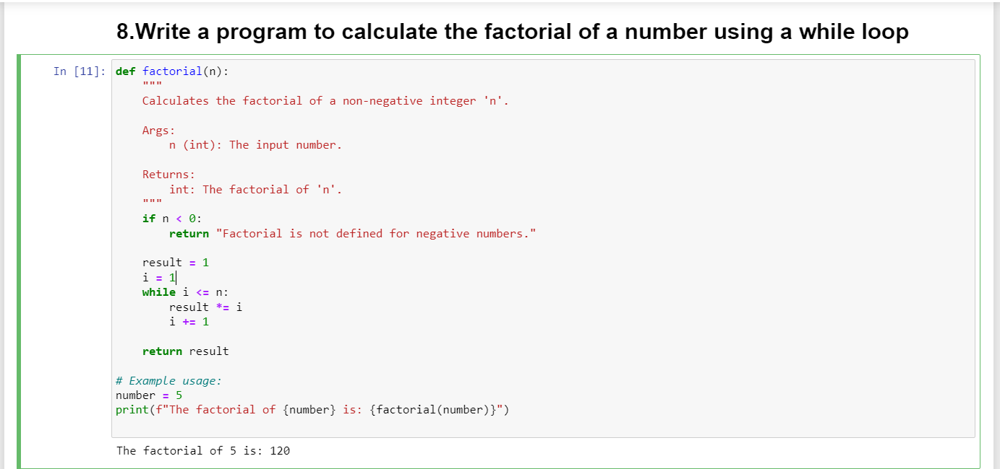 8.Write a program to calculate the factorial of a number using a while loop
In [11]: def factorial(n):
    """
    Calculates the factorial of a non-negative integer 'n'.

    Args:
        n (int): The input number.

    Returns:
        int: The factorial of 'n'.
    """
    if n < 0:
        return "Factorial is not defined for negative numbers."

    result = 1
    i = 1
    while i <= n:
        result *= i
        i += 1

    return result

# Example usage:
number = 5
print(f"The factorial of {number} is: {factorial(number)}")
The factorial of 5 is: 120